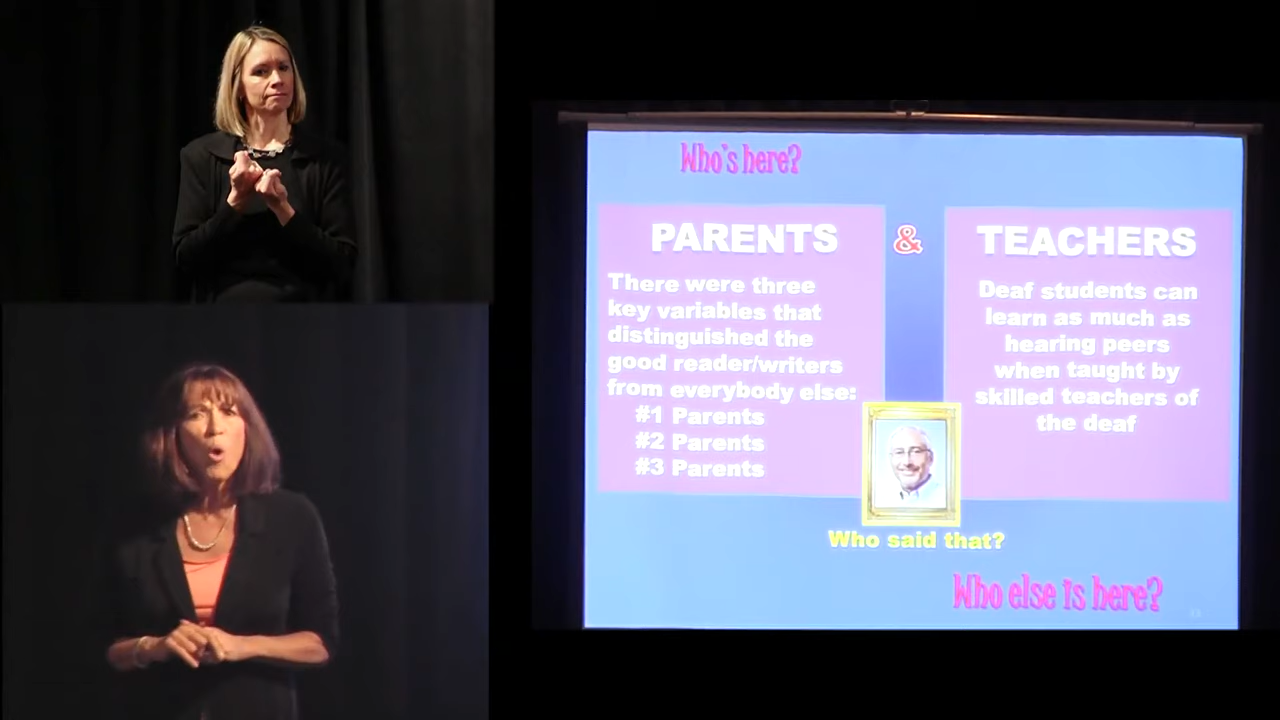 Who's here?
PARENTS
There were three
key variables that
distinguished the
good reader/writers
from everybody else:
#1 Parents
#2 Parents
#3 Parents
&
TEACHERS
Deaf students can
learn as much as
hearing peers
when taught by
skilled teachers of
the deaf
Who said that?
Who else is here?